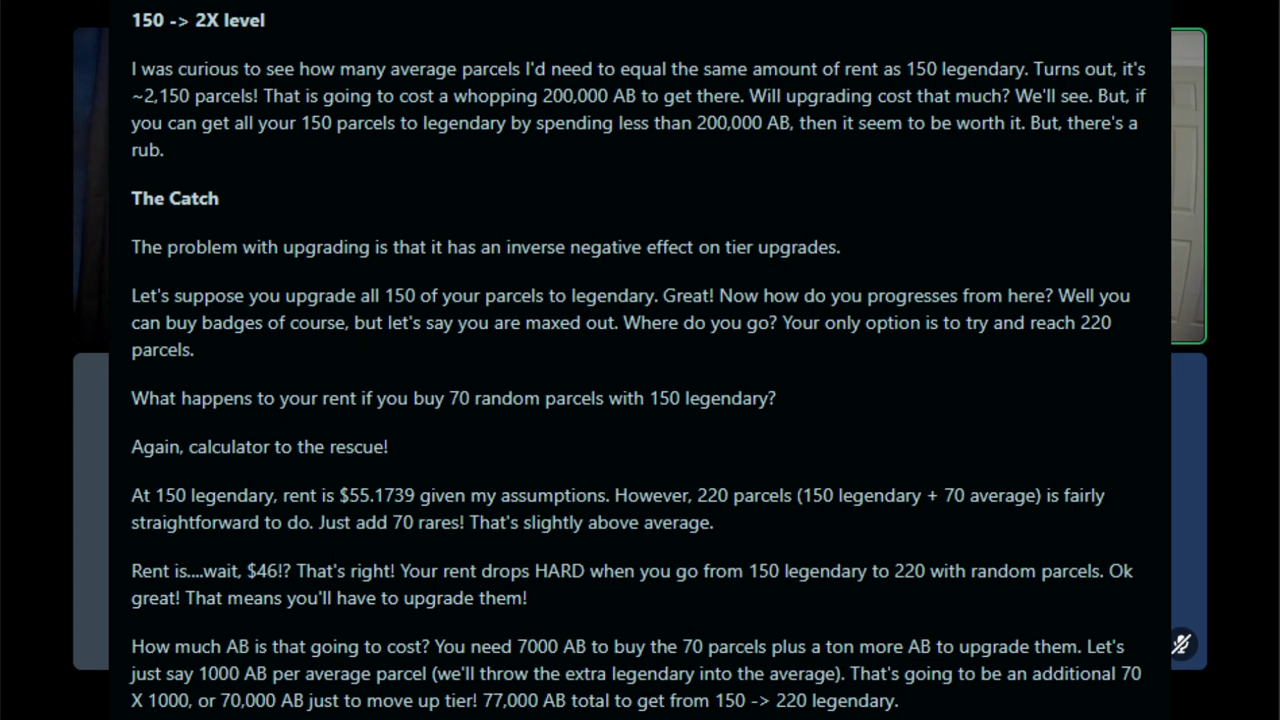 150 -> 2X level
I was curious to see how many average parcels I'd need to equal the same amount of rent as 150 legendary. Turns out, it's
~2,150 parcels! That is going to cost a whopping 200,000 AB to get there. Will upgrading cost that much? We'll see. But, if
you can get all your 150 parcels to legendary by spending less than 200,000 AB, then it seem to be worth it. But, there's a
rub.
The Catch
The problem with upgrading is that it has an inverse negative effect on tier upgrades.
Let's suppose you upgrade all 150 of your parcels to legendary. Great! Now how do you progresses from here? Well you
can buy badges of course, but let's say you are maxed out. Where do you go? Your only option is to try and reach 220
parcels.
What happens to your rent if you buy 70 random parcels with 150 legendary?
Again, calculator to the rescue!
At 150 legendary, rent is $55.1739 given my assumptions. However, 220 parcels (150 legendary + 70 average) is fairly
straightforward to do. Just add 70 rares! That's slightly above average.
Rent is....wait, $46!? That's right! Your rent drops HARD when you go from 150 legendary to 220 with random parcels. Ok
great! That means you'll have to upgrade them!
How much AB is that going to cost? You need 7000 AB to buy the 70 parcels plus a ton more AB to upgrade them. Let's
just say 1000 AB per average parcel (we'll throw the extra legendary into the average). That's going to be an additional 70
X 1000, or 70,000 AB just to move up tier! 77,000 AB total to get from 150 -> 220 legendary.